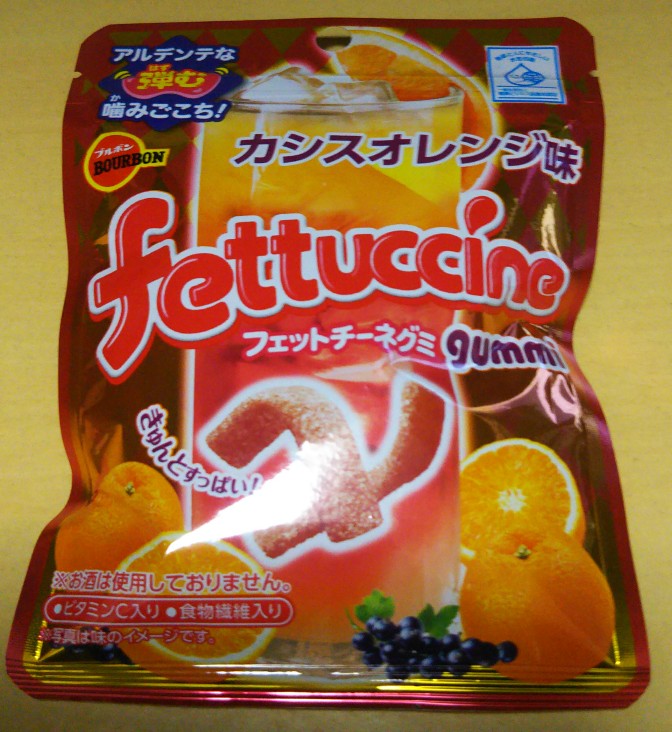 アルデンテな
はず
弾む
か
噛みごこち!
ブルボン
BOURBON
カシスオレンジ味
fettuccine
フェットチーネグミ gummi
きゅんとすっぱい!
※お酒は使用しておりません。
●ビタミンC入り ●食物繊維入り
※写真は味のイメージです。